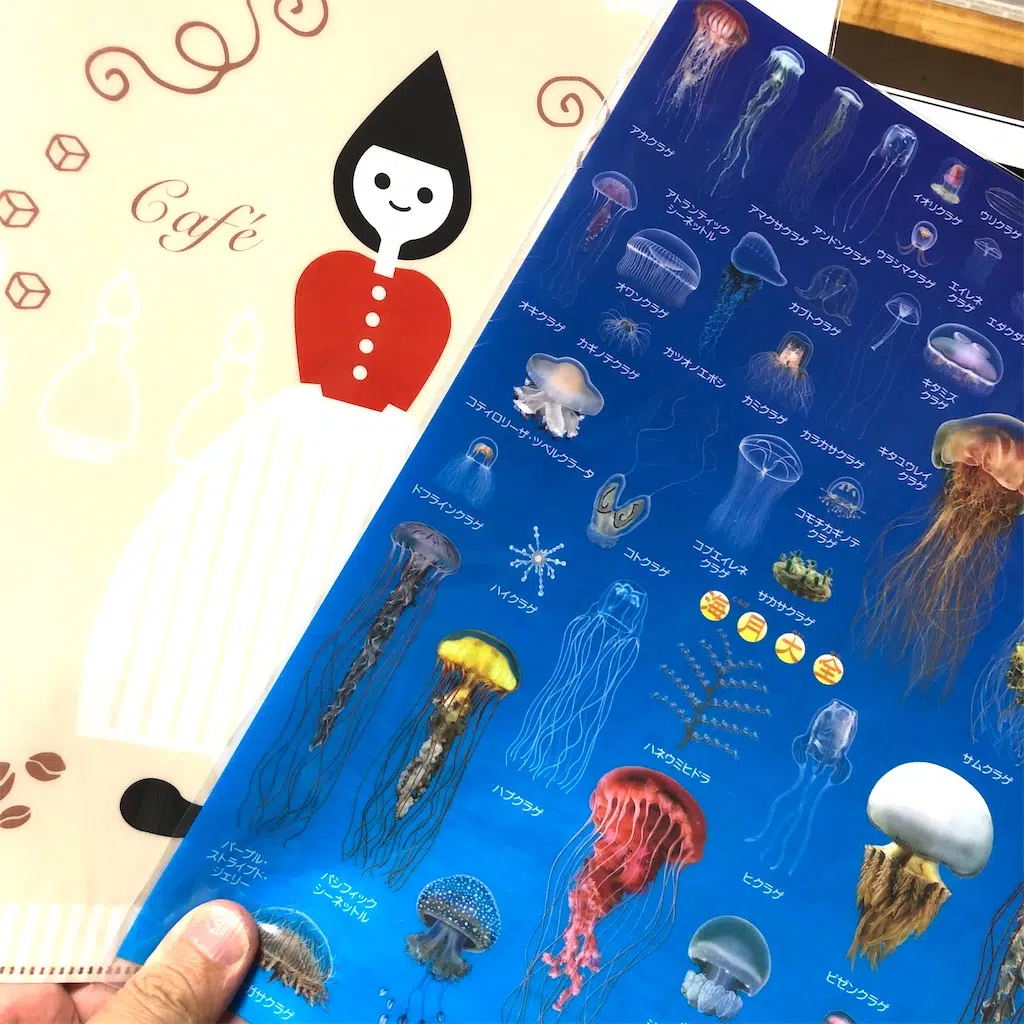 Café
アカクラゲ
アトランティック
シーネットル
アマクサクラゲ
アンドンクラゲ
イオリクラゲ
ウリクラゲ
ウラシマクラゲ
エイレネ
クラゲ
オキクラゲ
オワンクラゲ
カギノテクラゲ
カツオノエボシ
カブトクラゲ
カミクラゲ
カラカサクラゲ
キタミズ
クラゲ
キタユウレイ
クラゲ
コティロリーザ・ツベルクラータ
コトクラゲ
コブエイレネ
クラゲ
コモチカギノテ
クラゲ
サカサクラゲ
サムクラゲ
ドフラインクラゲ
ハイクラゲ
海月大全
ハネウミヒドラ
ハブクラゲ
パープル・
ストライプド・
ジェリー
パシフィック
シーネットル
ヒクラゲ
ビゼンクラゲ